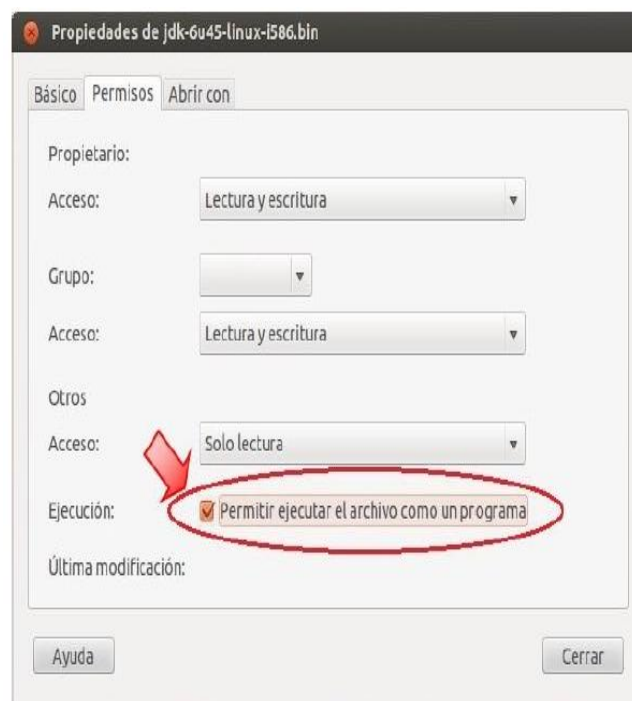 Propiedades de jdk-6u45-linux-i586.bin
Básico Permisos Abrir con
Propietario:
Acceso: Lectura y escritura
Grupo:
Acceso: Lectura y escritura
Otros
Acceso: Solo lectura
Ejecución: Permitir ejecutar el archivo como un programa
Última modificación:
Ayuda Cerrar